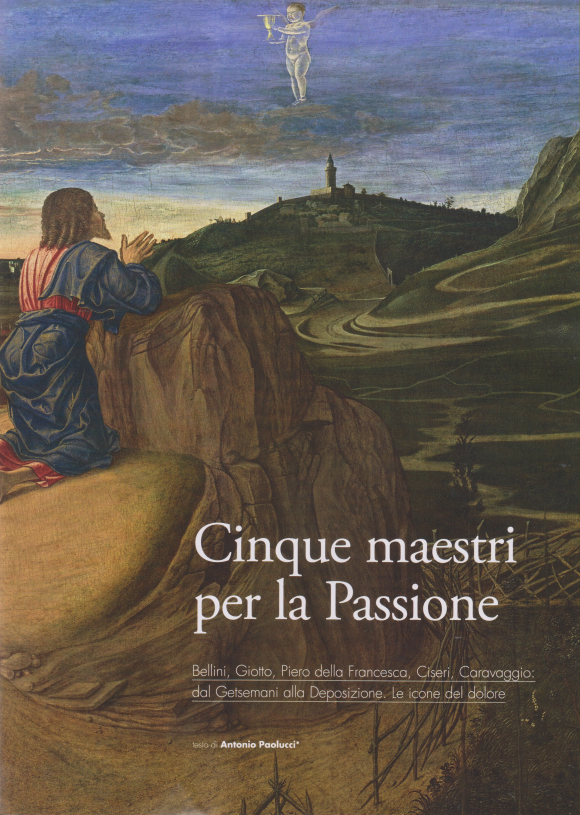 Cinque maestri
per la Passione
Bellini, Giotto, Piero della Francesca, Ciseri, Caravaggio:
dal Getsemani alla Deposizione. Le icone del dolore
testo di Antonio Paolucci*